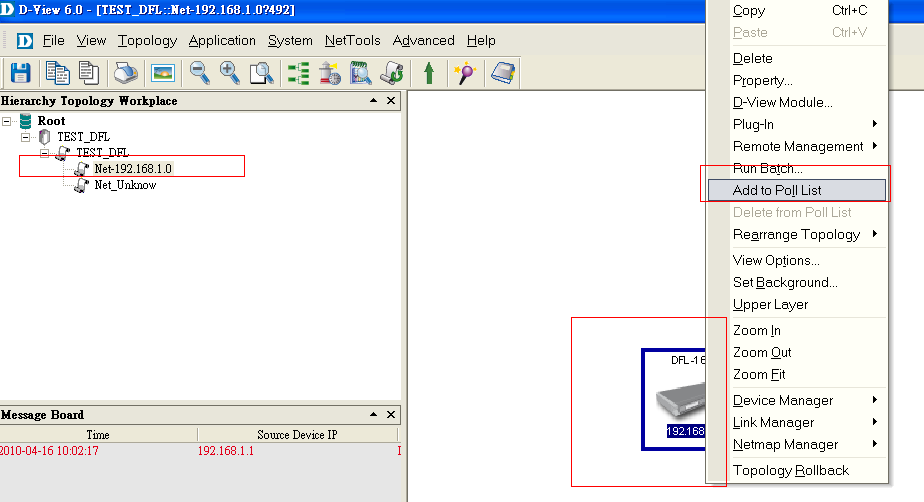 D-View 6.0 - [TEST_DFL::Net-192.168.1.0?492]
File View Topology Application System NetTools Advanced Help
Hierarchy Topology Workplace
Root
TEST_DFL
TEST_DFL
Net-192.168.1.0
Net_Unknow
Message Board
Time Source Device IP
2010-04-16 10:02:17 192.168.1.1
DFL-16
192.168
Copy Ctrl+C
Paste Ctrl+V
Delete
Property...
D-View Module...
Plug-In
Remote Management
Run Batch...
Add to Poll List
Delete from Poll List
Rearrange Topology
View Options...
Set Background...
Upper Layer
Zoom In
Zoom Out
Zoom Fit
Device Manager
Link Manager
Netmap Manager
Topology Rollback